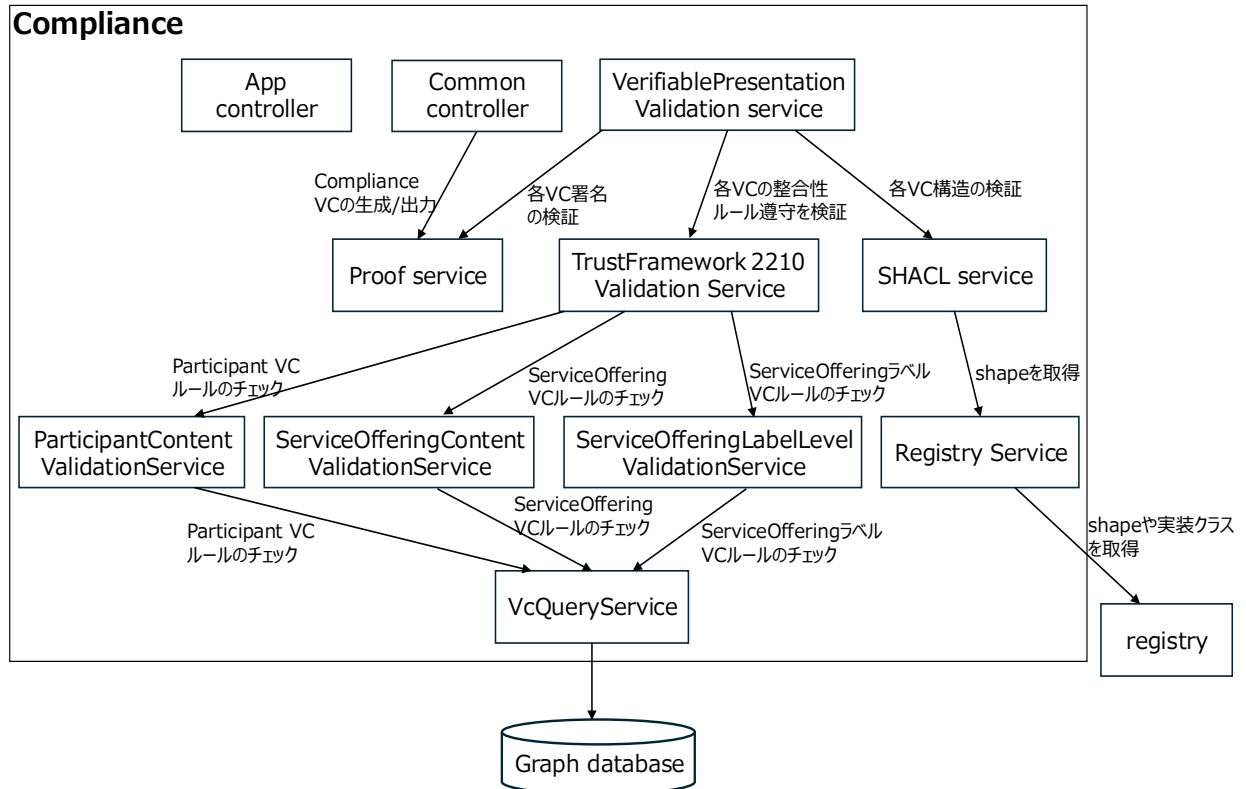 Compliance
App
controller
Common
controller
VerifiablePresentation
Validation service
Compliance
VCの生成/出力
各VC署名
の検証
各VCの整合性
ルール遵守を検証
各VC構造の検証
Proof service
TrustFramework 2210
Validation Service
SHACL service
Participant VC
ルールのチェック
ServiceOffering
VCルールのチェック
ServiceOfferingラベル
VCルールのチェック
shapeを取得
ParticipantContent
ValidationService
ServiceOfferingContent
ValidationService
ServiceOfferingLabelLevel
ValidationService
Registry Service
Participant VC
ルールのチェック
ServiceOffering
VCルールのチェック
ServiceOfferingラベル
VCルールのチェック
shapeや実装クラス
を取得
VcQueryService
registry
Graph database